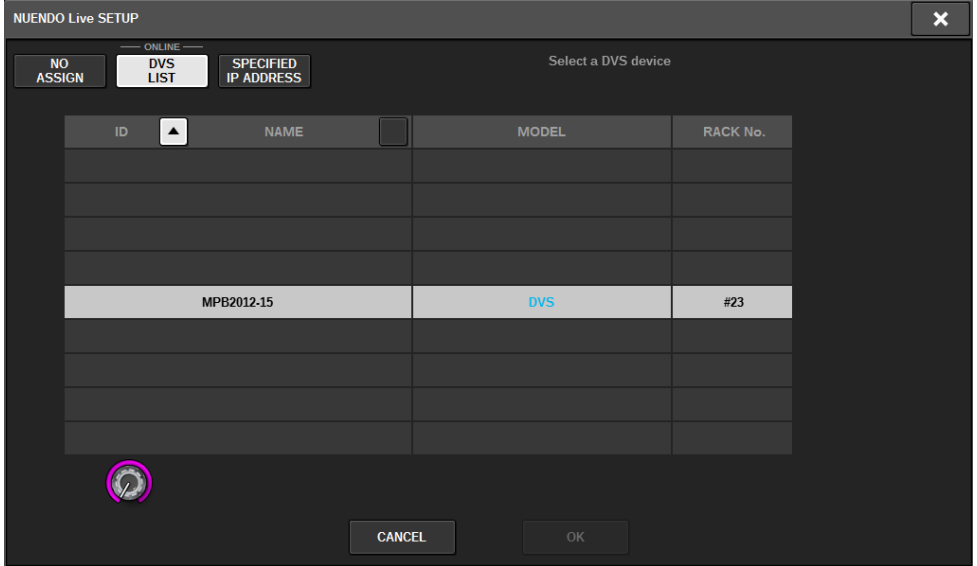 NUENDO Live SETUP
ONLINE
NO
ASSIGN
DVS
LIST
SPECIFIED
IP ADDRESS
Select a DVS device
ID NAME MODEL RACK No.
MPB2012-15 DVS #23
CANCEL OK